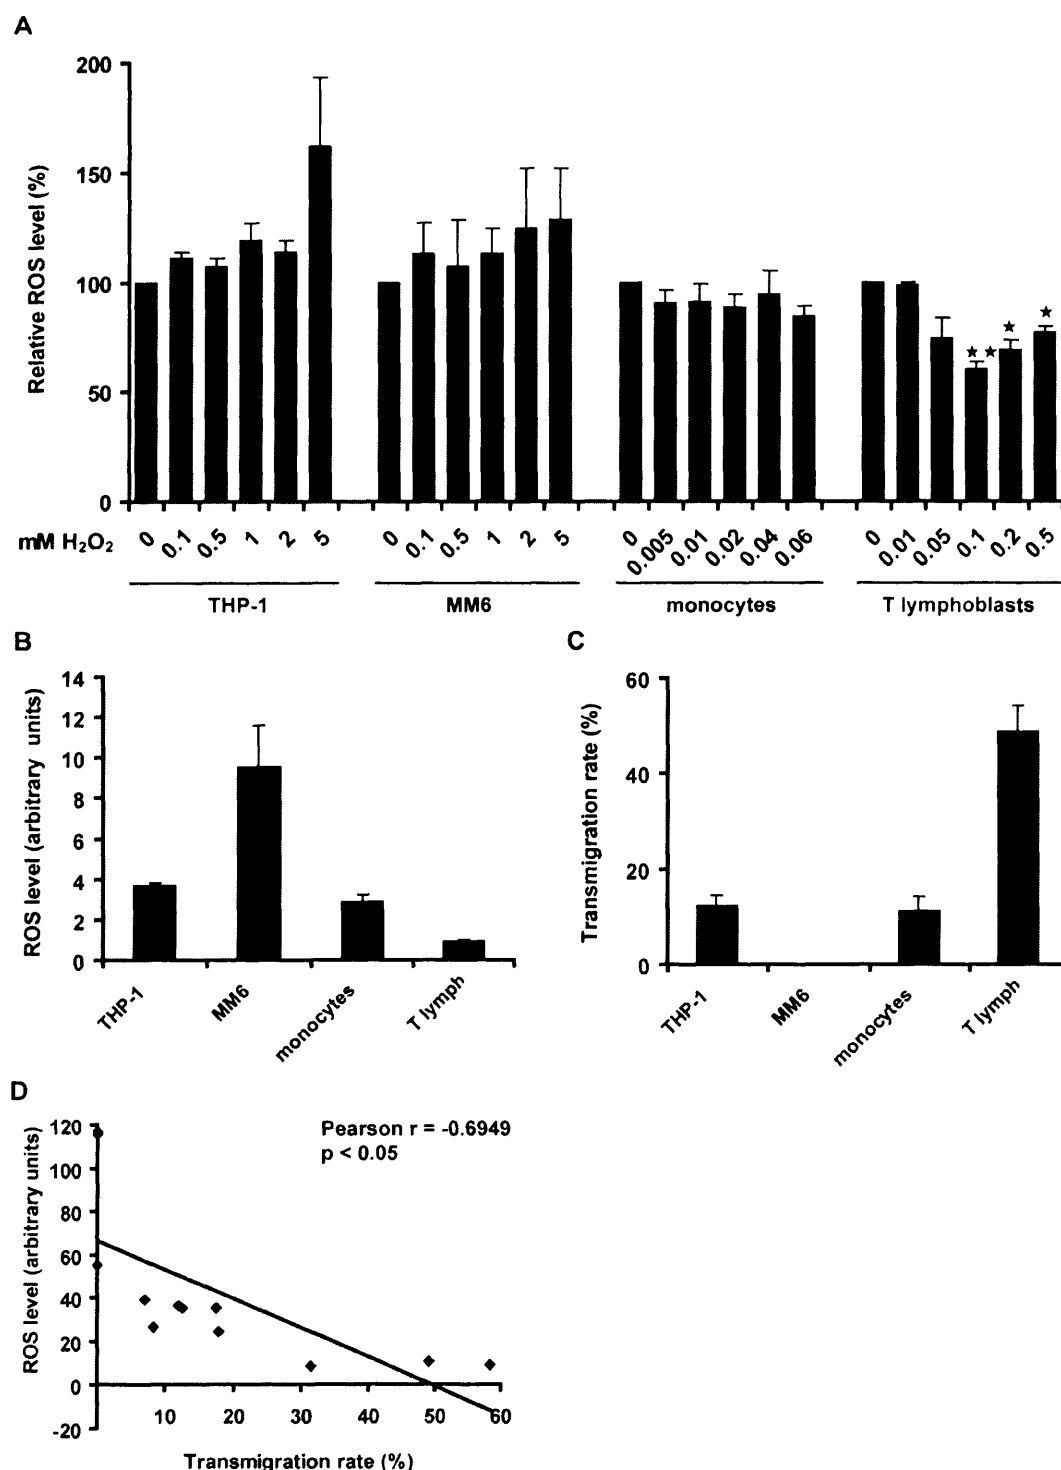 A
200
150
100
50
0
Relative ROS level (%)
mM H₂O₂
0 0.1 0.5 1 2 5
0 0.1 0.5 1 2 5
0 0.005 0.01 0.02 0.04 0.06
0 0.01 0.05 0.1 0.2 0.5
★★ ★ ★
THP-1 MM6 monocytes T lymphoblasts
B
14
12
10
8
6
4
2
0
ROS level (arbitrary units)
THP-1 MM6 monocytes T lymph
C
60
40
20
0
Transmigration rate (%)
THP-1 MM6 monocytes T lymph
D
120
100
80
60
40
20
0
-20
ROS level (arbitrary units)
Pearson r = -0.6949
p < 0.05
10 20 30 40 50 60
Transmigration rate (%)